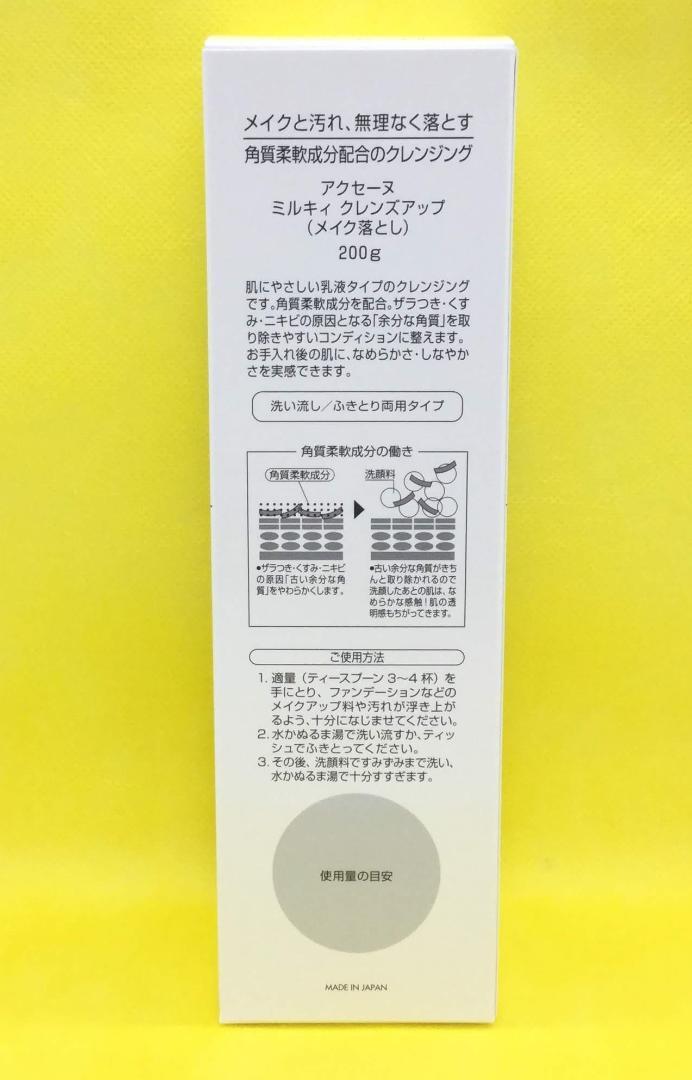 メイクと汚れ、無理なく落とす
角質柔軟成分配合のクレンジング
アクセーヌ
ミルキィ クレンズアップ
（メイク落とし）
200g
肌にやさしい乳液タイプのクレンジング
です。角質柔軟成分を配合。ザラつき・くす
み・ニキビの原因となる「余分な角質」を取
り除きやすいコンディションに整えます。
お手入れ後の肌に、なめらかさ・しなやか
さを実感できます。
洗い流し／ふきとり両用タイプ
角質柔軟成分の働き
角質柔軟成分
●ザラつき・くすみ・ニキビ
の原因「古い余分な角
質」をやわらかくします。
洗顔料
●古い余分な角質がきち
んと取り除かれるので
洗顔したあとの肌は、な
めらかな感触！肌の透
明感もちがってきます。
ご使用方法
1. 適量（ティースプーン 3〜4 杯）を
手にとり、ファンデーションなどの
メイクアップ料や汚れが浮き上が
るよう、十分になじませてください。
2. 水かぬるま湯で洗い流すか、ティッ
シュでふきとってください。
3. その後、洗顔料ですみずみまで洗い、
水かぬるま湯で十分すすぎます。
使用量の目安
MADE IN JAPAN